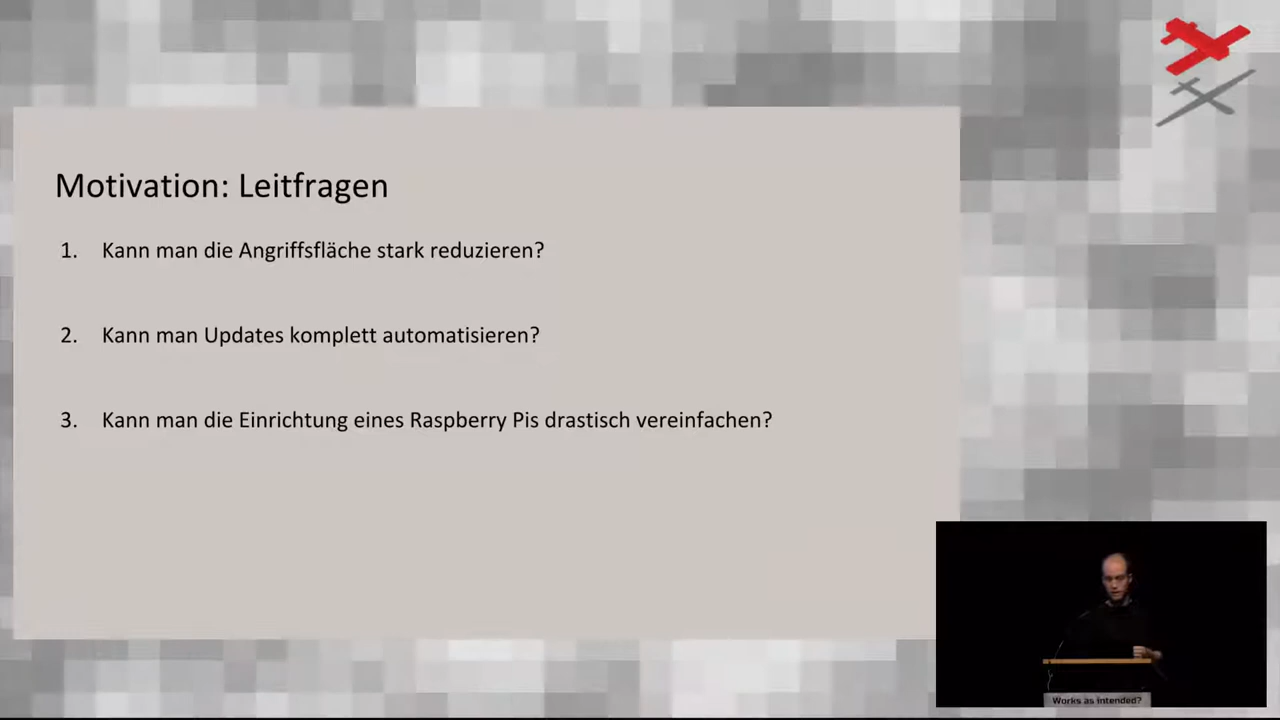 Motivation: Leitfragen
1. Kann man die Angriffsfläche stark reduzieren?
2. Kann man Updates komplett automatisieren?
3. Kann man die Einrichtung eines Raspberry Pis drastisch vereinfachen?
Works as intended?